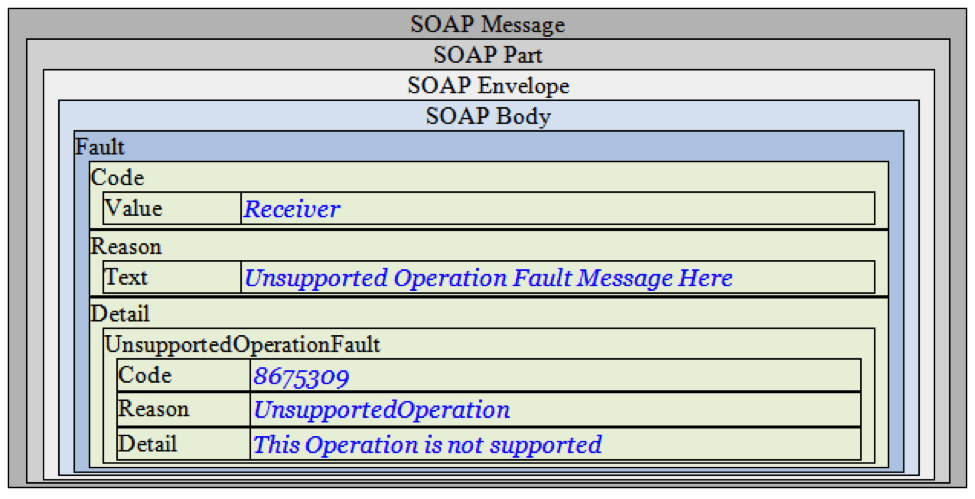 SOAP Message
SOAP Part
SOAP Envelope
SOAP Body
Fault
Code
Value Receiver
Reason
Text Unsupported Operation Fault Message Here
Detail
UnsupportedOperationFault
Code 8675309
Reason UnsupportedOperation
Detail This Operation is not supported